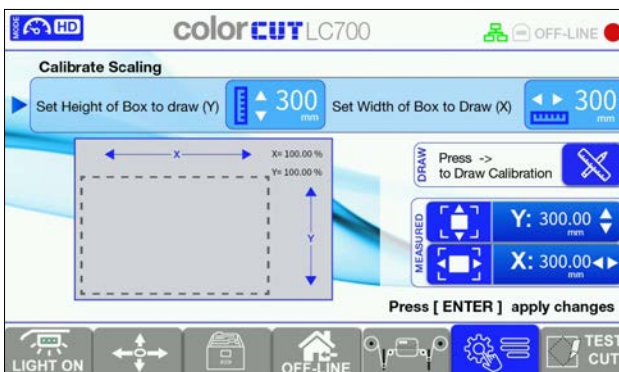 MODE HD
colorCUT LC700
OFF-LINE
Calibrate Scaling
Set Height of Box to draw (Y) 300 mm
Set Width of Box to Draw (X) 300 mm
X
X= 100.00 %
Y= 100.00 %
Y
DRAW
Press ->
to Draw Calibration
MEASURED
Y: 300.00 mm
X: 300.00 mm
Press [ ENTER ] apply changes
LIGHT ON
OFF-LINE
TEST
CUT